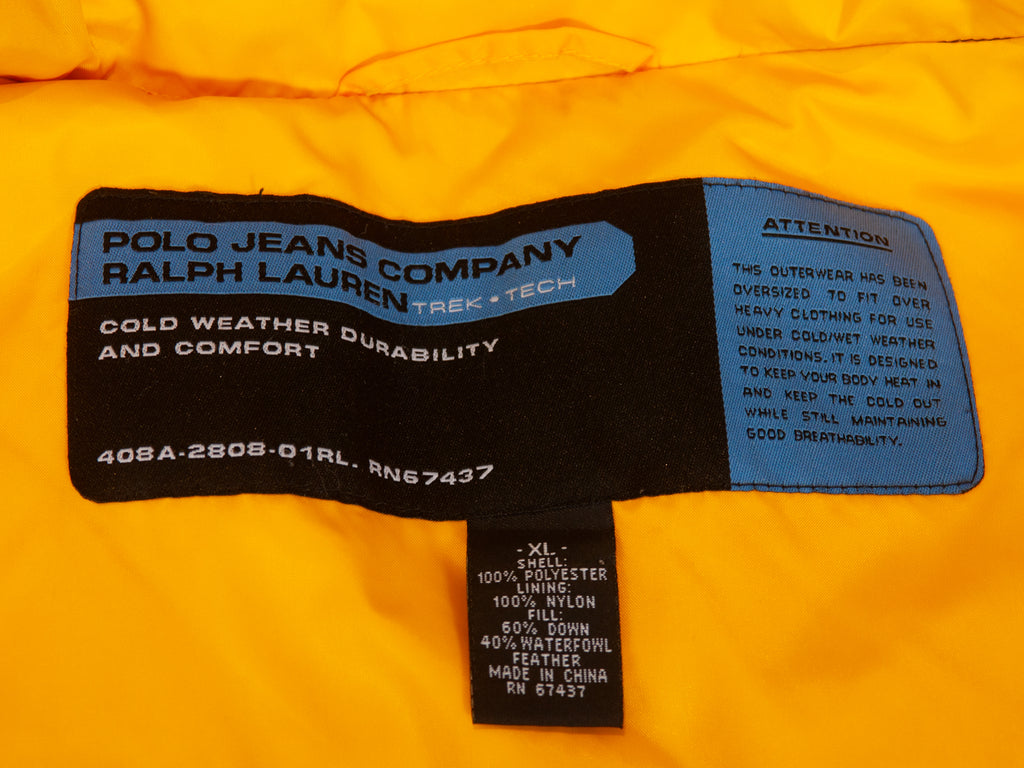 POLO JEANS COMPANY
RALPH LAUREN TREK • TECH
COLD WEATHER DURABILITY
AND COMFORT
408A-2808-01RL. RN67437
ATTENTION
THIS OUTERWEAR HAS BEEN
OVERSIZED TO FIT OVER
HEAVY CLOTHING FOR USE
UNDER COLD/WET WEATHER
CONDITIONS. IT IS DESIGNED
TO KEEP YOUR BODY HEAT IN
AND KEEP THE COLD OUT
WHILE STILL MAINTAINING
GOOD BREATHABILITY.
- XL -
SHELL:
100% POLYESTER
LINING:
100% NYLON
FILL:
60% DOWN
40% WATERFOWL
FEATHER
MADE IN CHINA
RN 67437